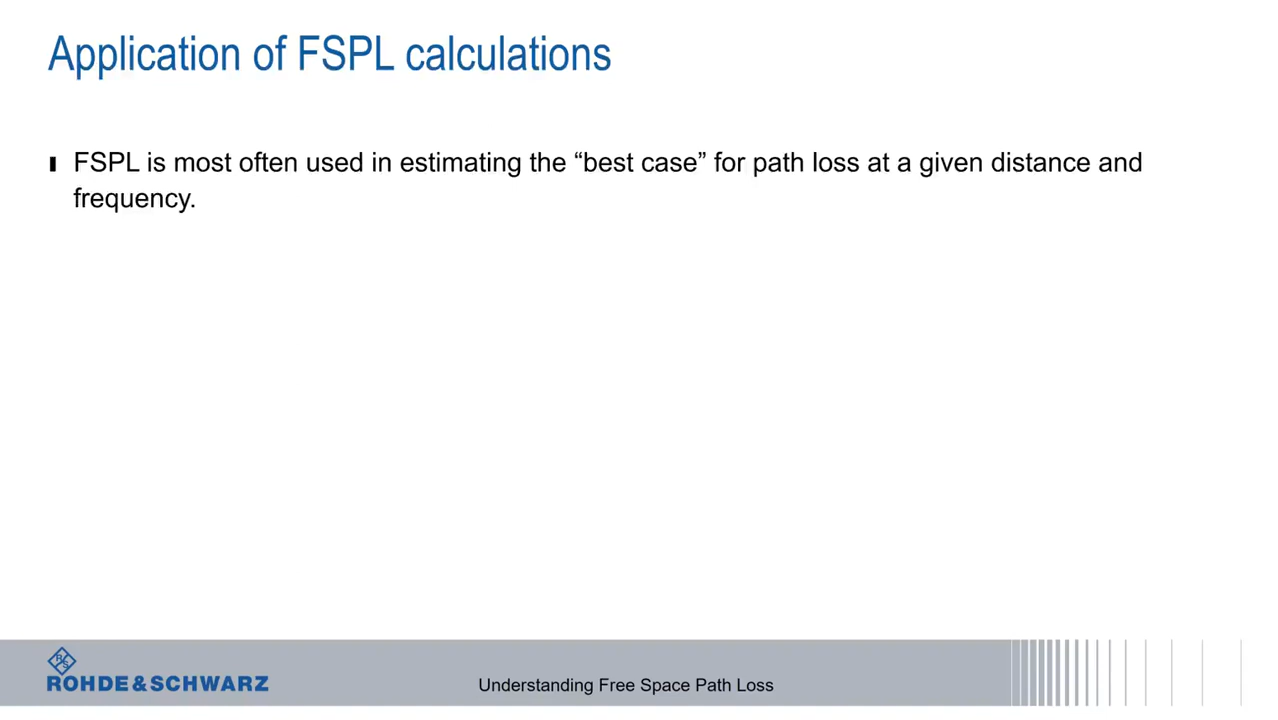 Application of FSPL calculations
FSPL is most often used in estimating the “best case” for path loss at a given distance and
frequency.
R S
ROHDE&SCHWARZ
Understanding Free Space Path Loss